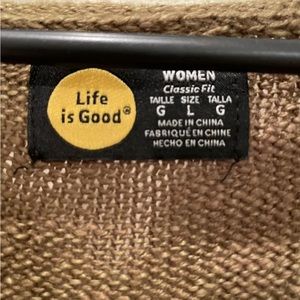 Life
is Good®
WOMEN
Classic Fit
TAILLE SIZE TALLA
G L G
MADE IN CHINA
FABRIQUÉ EN CHINE
HECHO EN CHINA